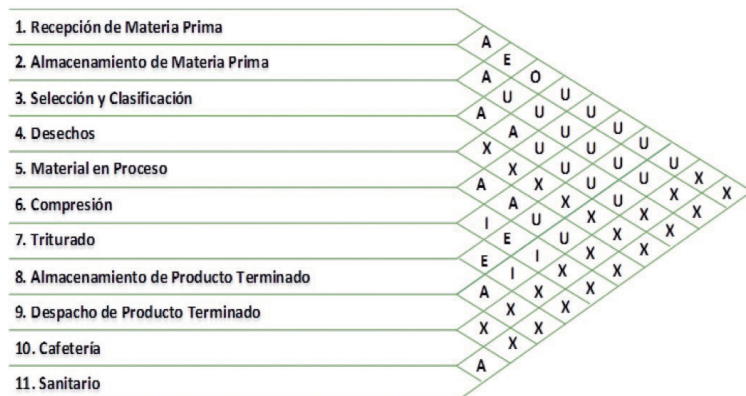 1. Recepción de Materia Prima
A
2. Almacenamiento de Materia Prima
E
A O
3. Selección y Clasificación
U U
A U
4. Desechos
A U U
X U U U
5. Material en Proceso
X U U U
A X U U X
6. Compresión
A X U X X
I U X X X
7. Triturado
E U X X
E I X X
8. Almacenamiento de Producto Terminado
I X X
A X X
9. Despacho de Producto Terminado
X X
X X
10. Cafetería
X
A
11. Sanitario